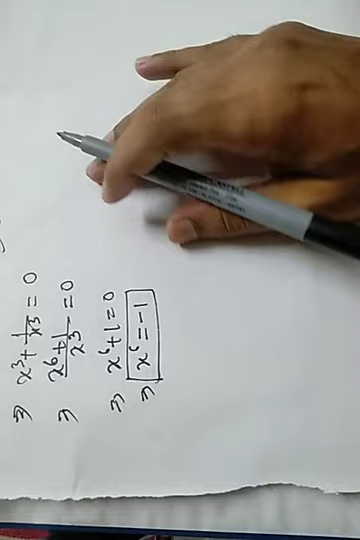 ⇒ x³ + 1/x³ = 0
⇒ x⁶+1/x³ = 0
⇒ x⁶+1=0
⇒ x⁶=-1